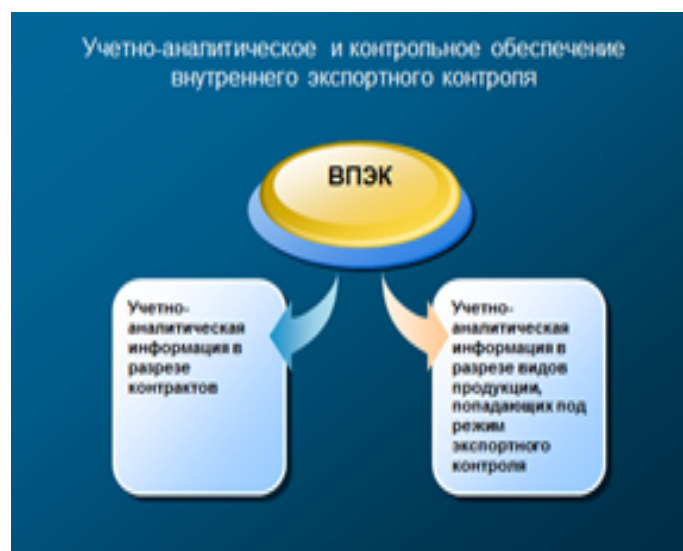 Учетно-аналитическое и контрольное обеспечение
внутреннего экспортного контроля
ВПЭК
Учетно-
аналитическая
информация в
разрезе
контрактов
Учетно-
аналитическая
информация в
разрезе видов
продукции,
попадающих под
режим
экспортного
контроля